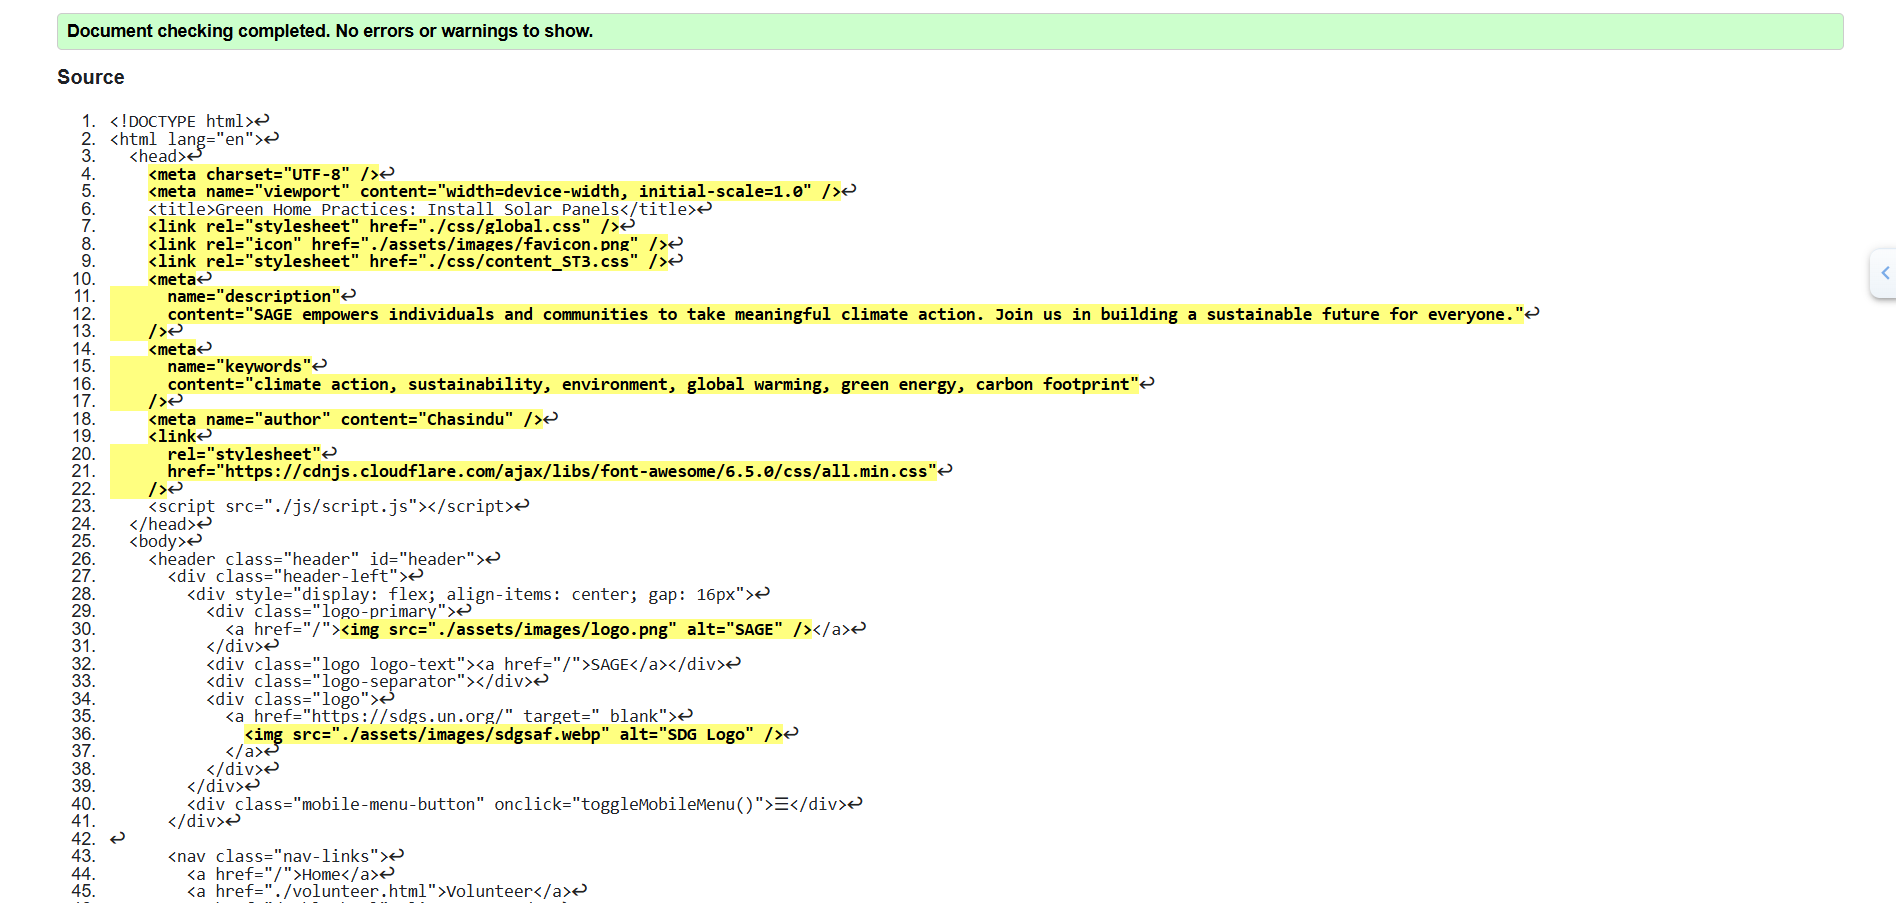 Document checking completed. No errors or warnings to show.
Source
1. <!DOCTYPE html>↩
2. <html lang="en">↩
3. <head>↩
4. <meta charset="UTF-8" />↩
5. <meta name="viewport" content="width=device-width, initial-scale=1.0" />↩
6. <title>Green Home Practices: Install Solar Panels</title>↩
7. <link rel="stylesheet" href="./css/global.css" />↩
8. <link rel="icon" href="./assets/images/favicon.png" />↩
9. <link rel="stylesheet" href="./css/content_ST3.css" />↩
10. <meta↩
11. name="description"↩
12. content="SAGE empowers individuals and communities to take meaningful climate action. Join us in building a sustainable future for everyone."↩
13. />↩
14. <meta↩
15. name="keywords"↩
16. content="climate action, sustainability, environment, global warming, green energy, carbon footprint"↩
17. />↩
18. <meta name="author" content="Chasindu" />↩
19. <link↩
20. rel="stylesheet"↩
21. href="https://cdnjs.cloudflare.com/ajax/libs/font-awesome/6.5.0/css/all.min.css"↩
22. />↩
23. <script src="./js/script.js"></script>↩
24. </head>↩
25. <body>↩
26. <header class="header" id="header">↩
27. <div class="header-left">↩
28. <div style="display: flex; align-items: center; gap: 16px">↩
29. <div class="logo-primary">↩
30. <a href="/"><img src="./assets/images/logo.png" alt="SAGE" /></a>↩
31. </div>↩
32. <div class="logo logo-text"><a href="/">SAGE</a></div>↩
33. <div class="logo-separator"></div>↩
34. <div class="logo">↩
35. <a href="https://sdgs.un.org/" target="_blank">↩
36. <img src="./assets/images/sdgsaf.webp" alt="SDG Logo" />↩
37. </a>↩
38. </div>↩
39. </div>↩
40. <div class="mobile-menu-button" onclick="toggleMobileMenu()">☰</div>↩
41. </div>↩
42. ↩
43. <nav class="nav-links">↩
44. <a href="/">Home</a>↩
45. <a href="./volunteer.html">Volunteer</a>↩